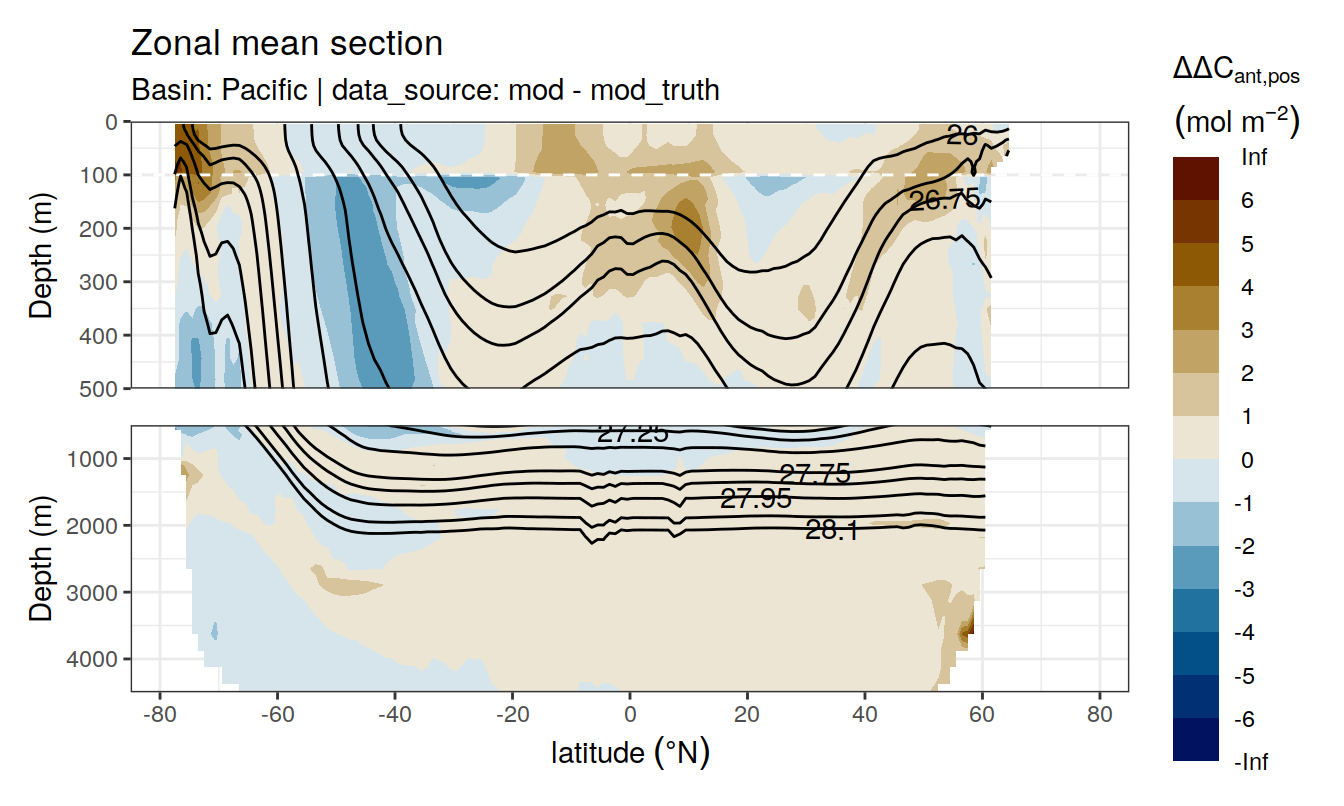 Zonal mean section
Basin: Pacific | data_source: mod - mod_truth
ΔΔCant,pos
(mol m−2)
Inf
6
5
4
3
2
1
0
-1
-2
-3
-4
-5
-6
-Inf
Depth (m)
0
100
200
300
400
500
26
26.75
Depth (m)
1000
2000
3000
4000
27.25
27.75
27.95
28.1
-80 -60 -40 -20 0 20 40 60 80
latitude (°N)